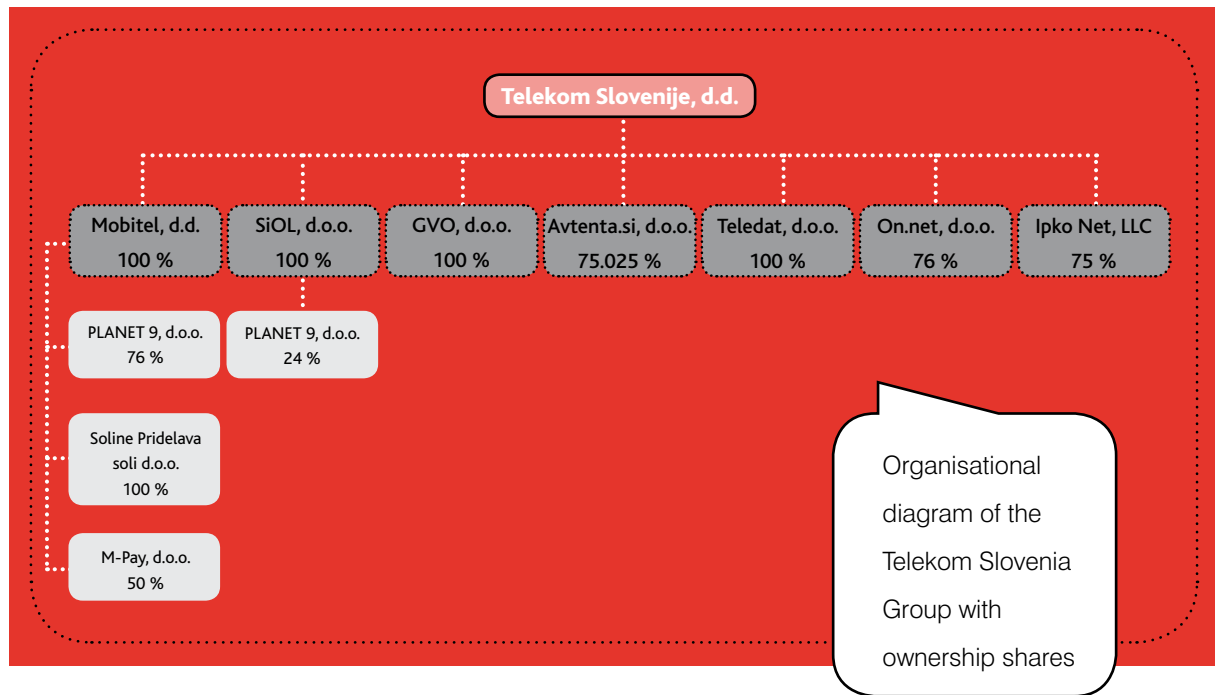 Telekom Slovenije, d.d.
Mobitel, d.d.
100 %
SiOL, d.o.o.
100 %
GVO, d.o.o.
100 %
Avtenta.si, d.o.o.
75.025 %
Teledat, d.o.o.
100 %
On.net, d.o.o.
76 %
Ipko Net, LLC
75 %
PLANET 9, d.o.o.
76 %
PLANET 9, d.o.o.
24 %
Soline Pridelava
soli d.o.o.
100 %
M-Pay, d.o.o.
50 %
Organisational
diagram of the
Telekom Slovenia
Group with
ownership shares